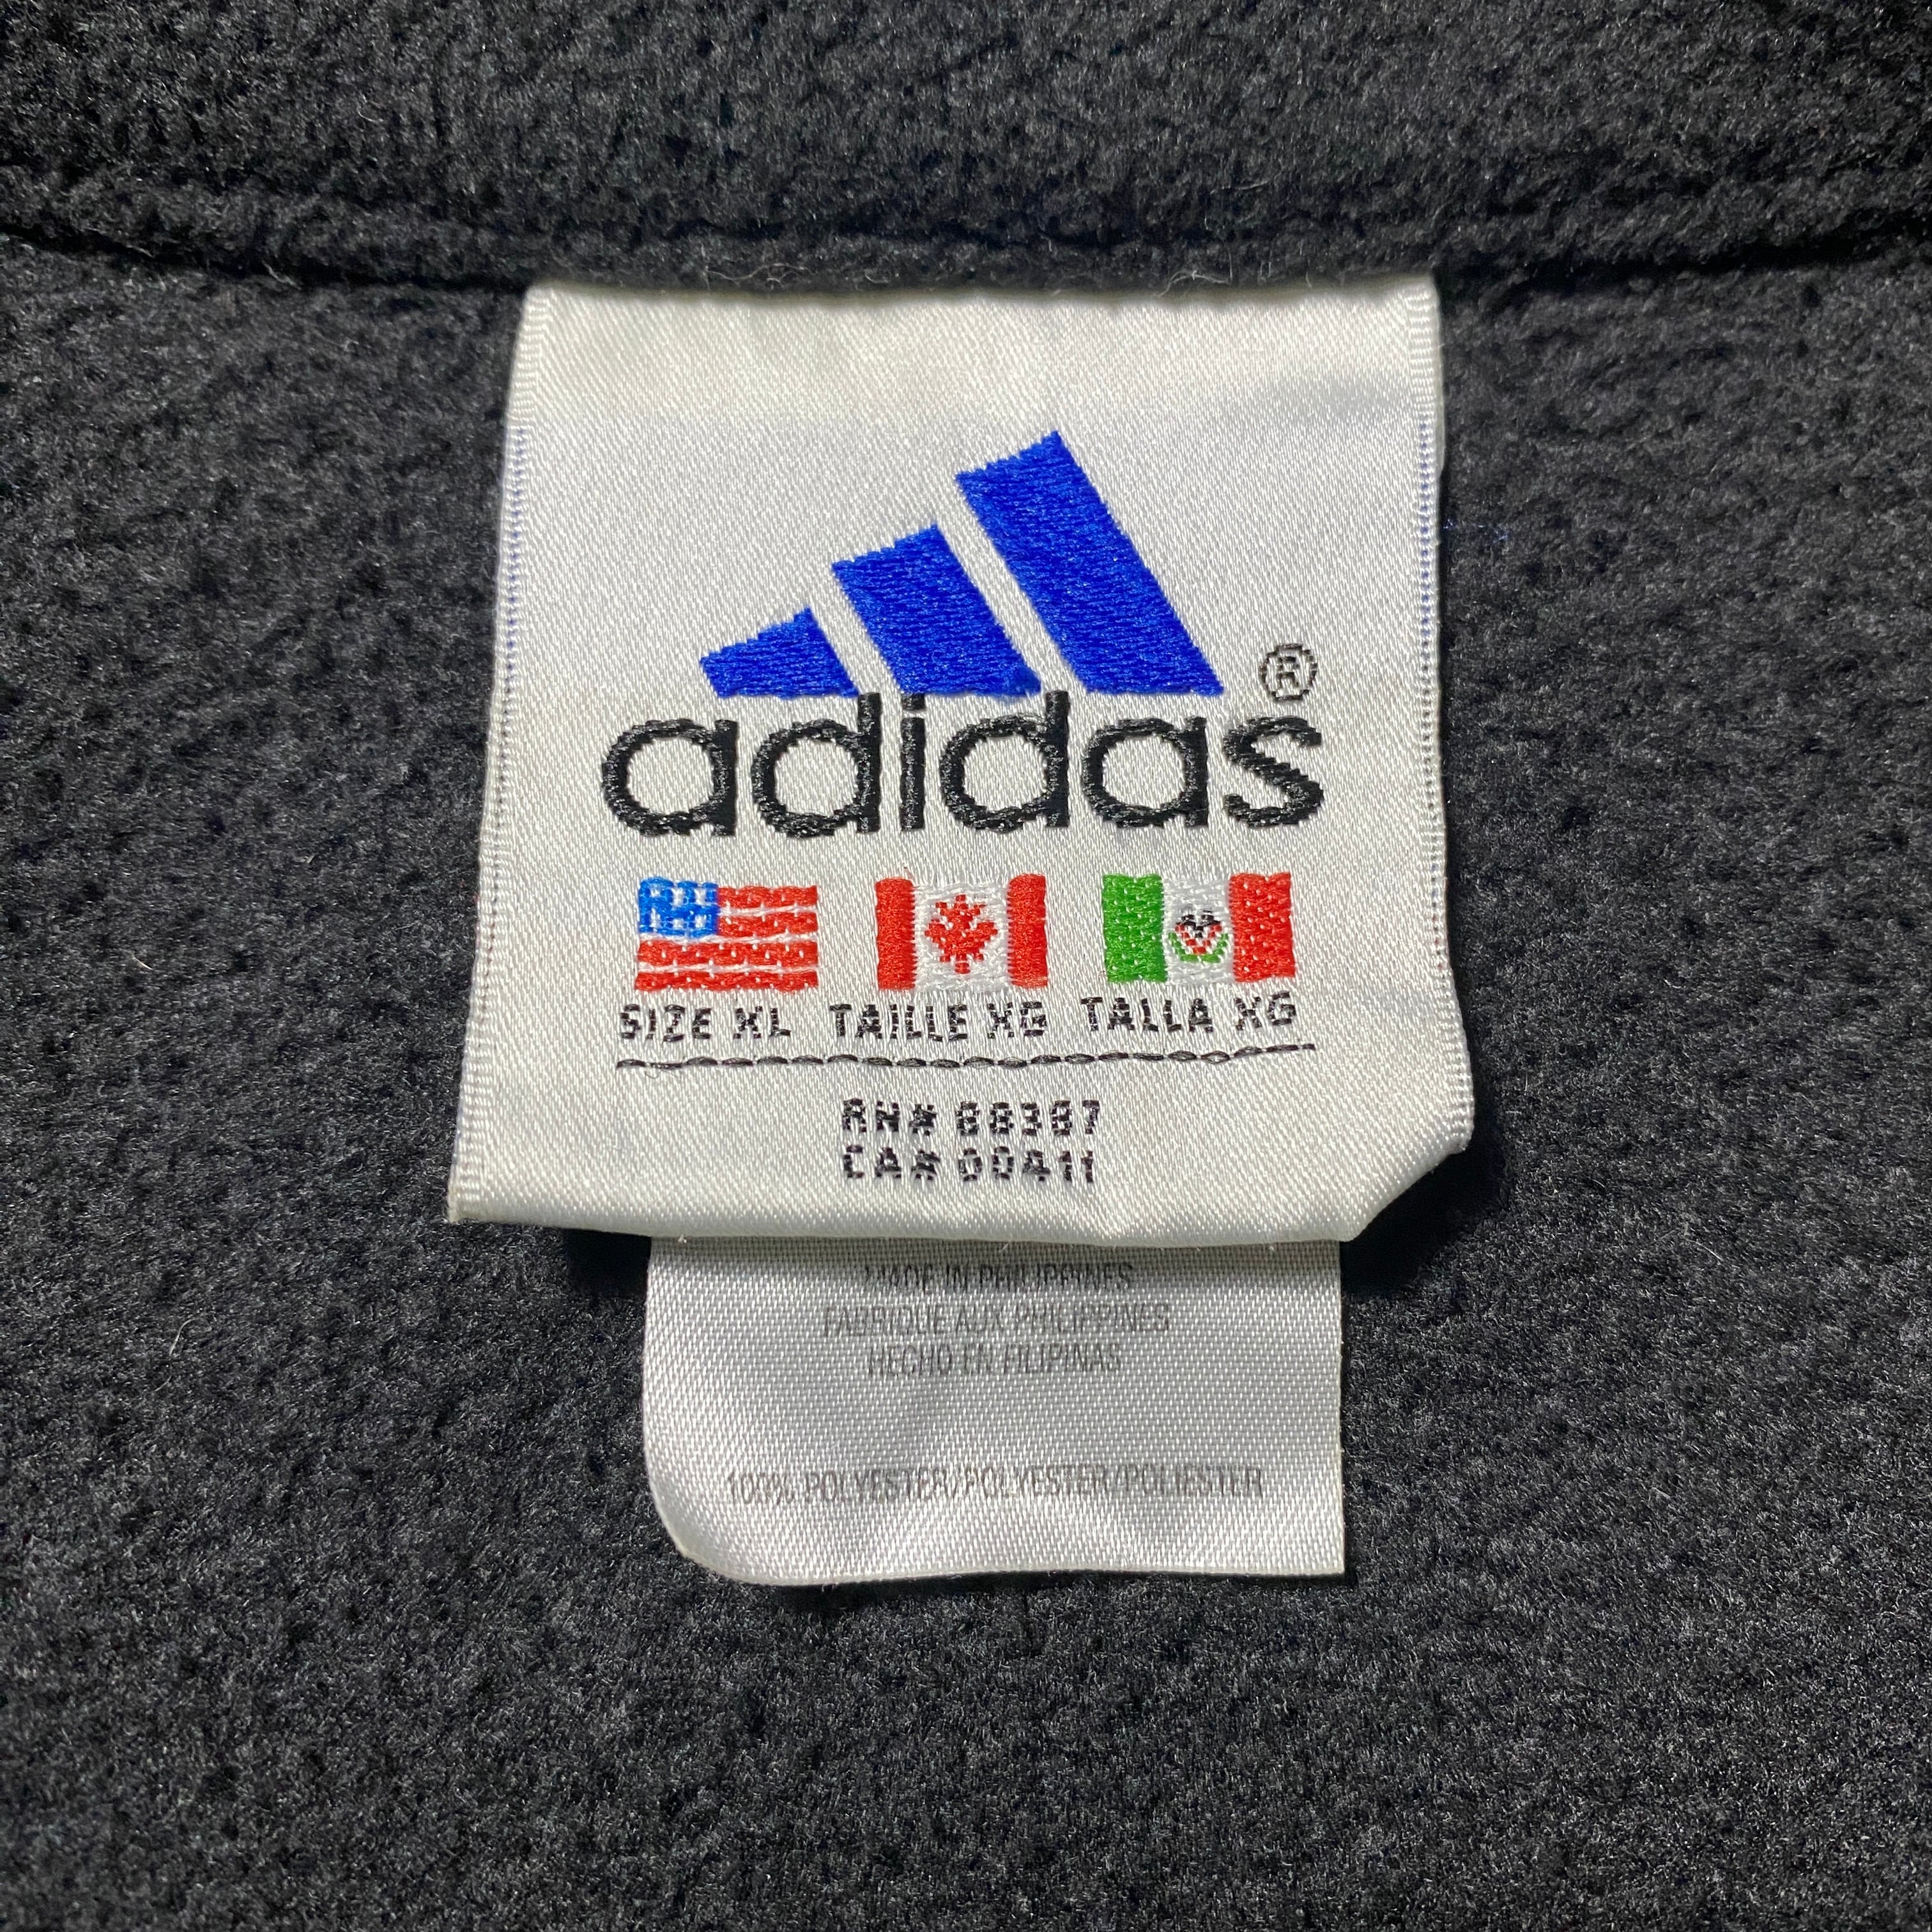 adidas®
SIZE XL TAILLE XG TALLA XG
RN# 88387
CA# 00411
MADE IN PHILIPPINES
FABRIQUE AUX PHILIPPINES
HECHO EN FILIPINAS
100% POLYESTER/POLYESTER/POLIESTER